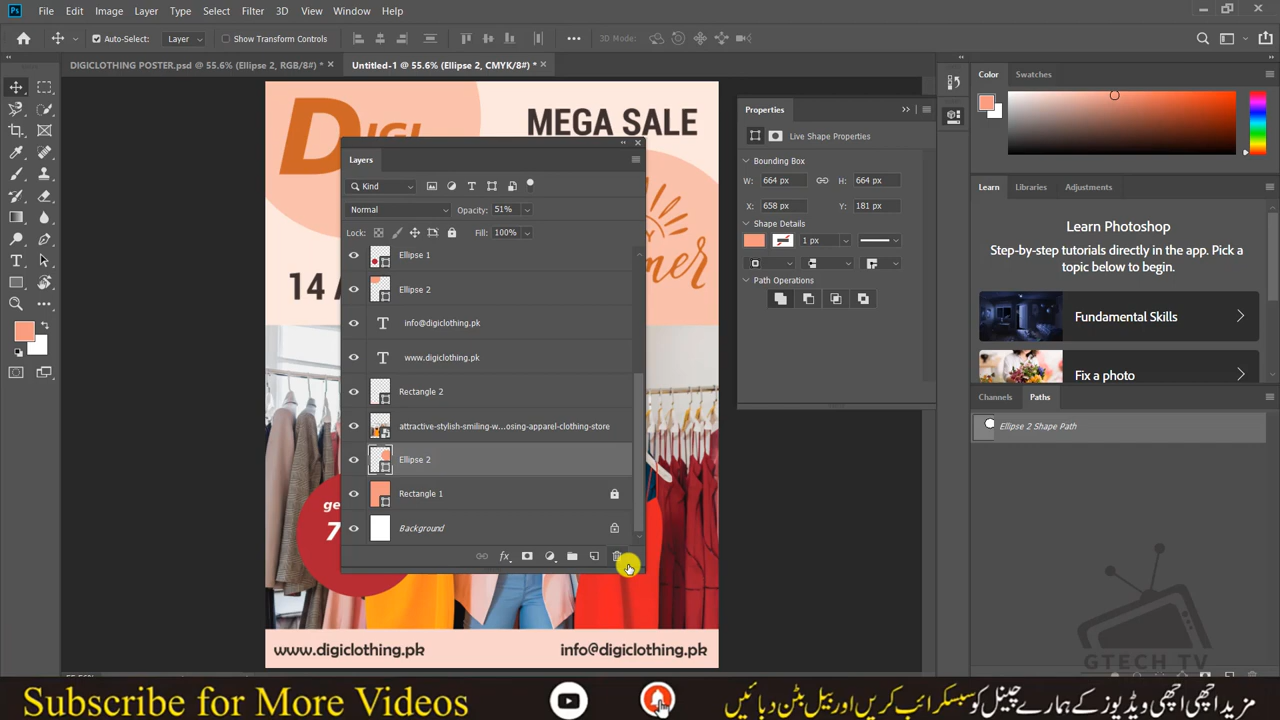 Ps File Edit Image Layer Type Select Filter 3D View Window Help
Auto-Select: Layer Show Transform Controls 3D Mode:
DIGICLOTHING POSTER.psd @ 55.6% (Ellipse 2, RGB/8#) * × Untitled-1 @ 55.6% (Ellipse 2, CMYK/8#) * ×
DIGI
MEGA SALE
14 A
mer
ge
7
www.digiclothing.pk
info@digiclothing.pk
Layers
Kind
Normal Opacity: 51%
Lock: Fill: 100%
Ellipse 1
Ellipse 2
info@digiclothing.pk
www.digiclothing.pk
Rectangle 2
attractive-stylish-smiling-w...osing-apparel-clothing-store
Ellipse 2
Rectangle 1
Background
fx
Properties
Live Shape Properties
Bounding Box
W: 664 px H: 664 px
X: 658 px Y: 181 px
Shape Details
1 px
Path Operations
Color Swatches
Learn Libraries Adjustments
Learn Photoshop
Step-by-step tutorials directly in the app. Pick a
topic below to begin.
Fundamental Skills
Fix a photo
Channels Paths
Ellipse 2 Shape Path
GTECH TV
Subscribe for More Videos
مزید اچھی اچھی ویڈیوز کے ہمارے چینل کو سبسکرائب کریں اور بیل بٹن دبائیں